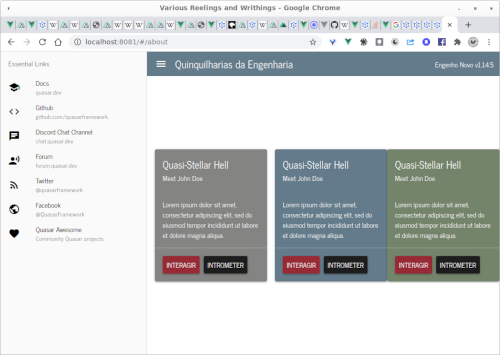 Various Reelings and Writhings - Google Chrome
localhost:8081/#/about
Essential Links
Docs
quasar.dev
Github
github.com/quasarframework
Discord Chat Channel
chat.quasar.dev
Forum
forum.quasar.dev
Twitter
@quasarframework
Facebook
@QuasarFramework
Quasar Awesome
Community Quasar projects
Quinquilharias da Engenharia
Engenho Novo v1.14.5
Quasi-Stellar Hell
Meet John Doe
Lorem ipsum dolor sit amet,
consectetur adipiscing elit, sed do
eiusmod tempor incididunt ut labore
et dolore magna aliqua.
INTERAGIR INTROMETER
Quasi-Stellar Hell
Meet John Doe
Lorem ipsum dolor sit amet,
consectetur adipiscing elit, sed do
eiusmod tempor incididunt ut labore
et dolore magna aliqua.
INTERAGIR INTROMETER
Quasi-Stellar Hell
Meet John Doe
Lorem ipsum dolor sit amet,
consectetur adipiscing elit, sed do
eiusmod tempor incididunt ut labore
et dolore magna aliqua.
INTERAGIR INTROMETER